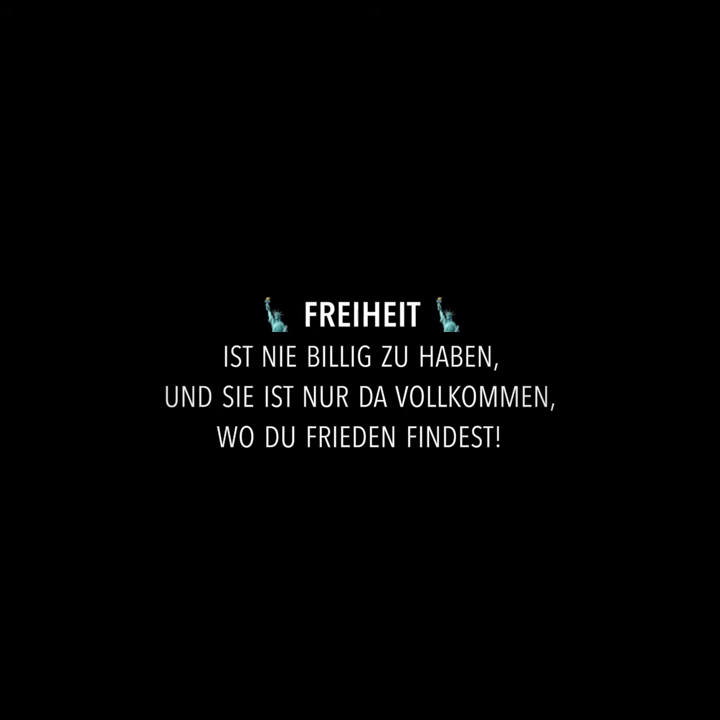 🗽 FREIHEIT 🗽
IST NIE BILLIG ZU HABEN,
UND SIE IST NUR DA VOLLKOMMEN,
WO DU FRIEDEN FINDEST!